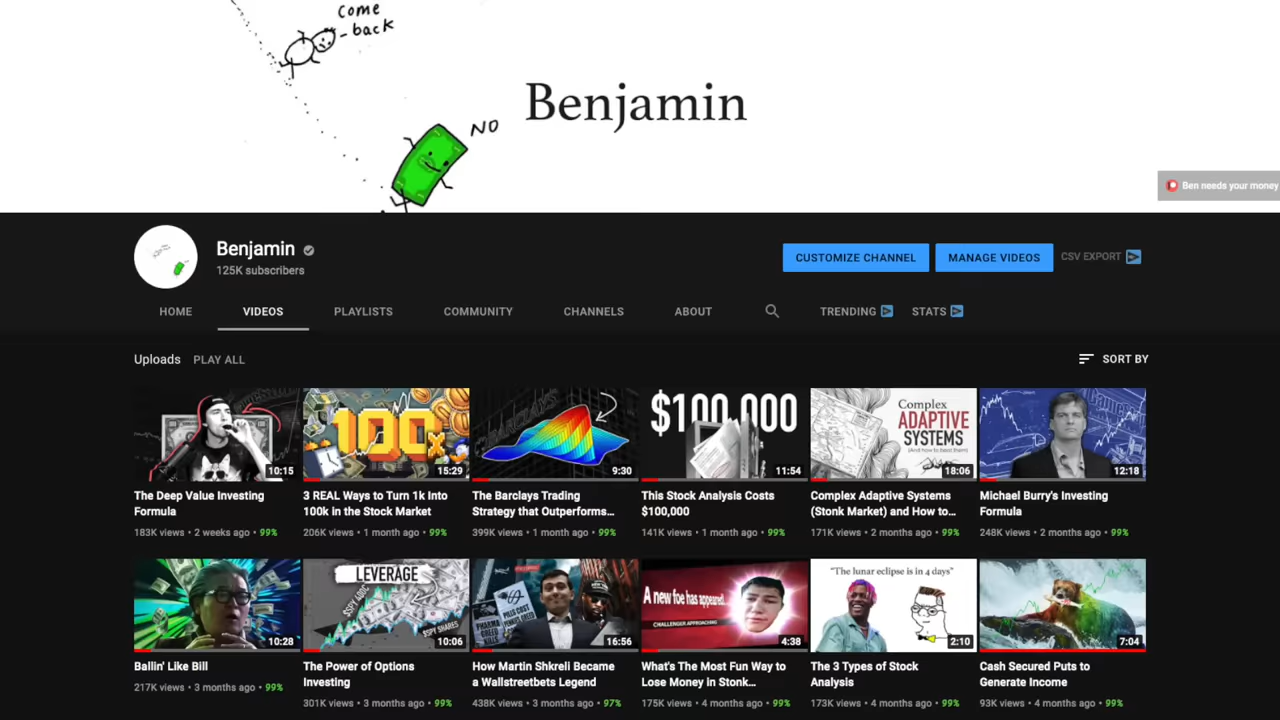 Come
-back
NO
Benjamin
Ben needs your money
Benjamin
125K subscribers
CUSTOMIZE CHANNEL
MANAGE VIDEOS
CSV EXPORT
HOME
VIDEOS
PLAYLISTS
COMMUNITY
CHANNELS
ABOUT
TRENDING
STATS
Uploads
PLAY ALL
SORT BY
10:15
100x
15:29
BARCLAYS
9:30
$100,000
11:54
Complex
ADAPTIVE
SYSTEMS
(And how to beat them)
18:06
12:18
The Deep Value Investing
Formula
183K views • 2 weeks ago • 99%
3 REAL Ways to Turn 1k Into
100k in the Stock Market
206K views • 1 month ago • 99%
The Barclays Trading
Strategy that Outperforms...
399K views • 1 month ago • 99%
This Stock Analysis Costs
$100,000
141K views • 1 month ago • 99%
Complex Adaptive Systems
(Stonk Market) and How to...
171K views • 2 months ago • 99%
Michael Burry's Investing
Formula
248K views • 2 months ago • 99%
10:28
LEVERAGE
$SPY SHARES
10:06
16:56
A new foe has appeared
CHALLENGER APPROACHING
4:38
"The lunar eclipse is in 4 days"
2:10
7:04
Ballin' Like Bill
217K views • 3 months ago • 99%
The Power of Options
Investing
301K views • 3 months ago • 99%
How Martin Shkreli Became
a Wallstreetbets Legend
438K views • 3 months ago • 97%
What's The Most Fun Way to
Lose Money in Stonk...
175K views • 4 months ago • 99%
The 3 Types of Stock
Analysis
173K views • 4 months ago • 99%
Cash Secured Puts to
Generate Income
93K views • 4 months ago • 99%